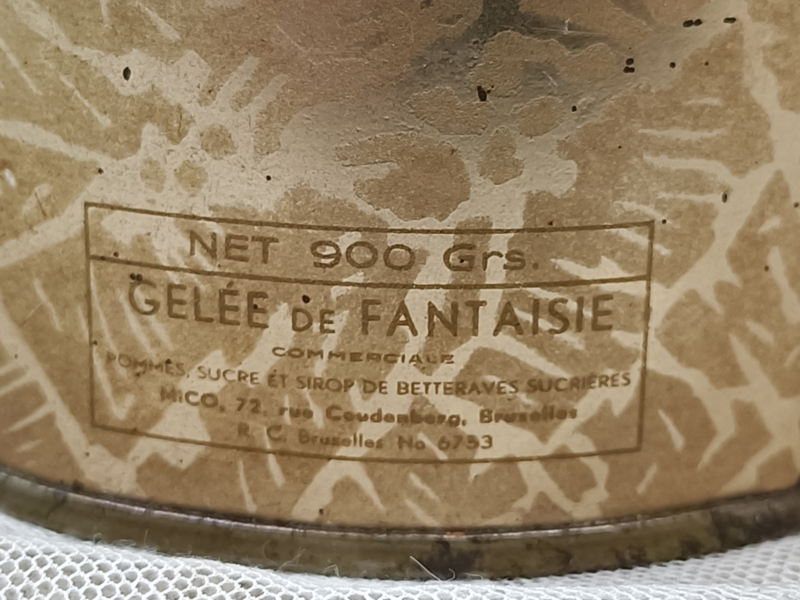 NET 900 Grs.
GELÉE DE FANTAISIE
COMMERCIALE
POMMES, SUCRE ET SIROP DE BETTERAVES SUCRIÈRES
MiCO, 72, rue Coudenberg, Bruxelles
R. C. Bruxelles No 6753